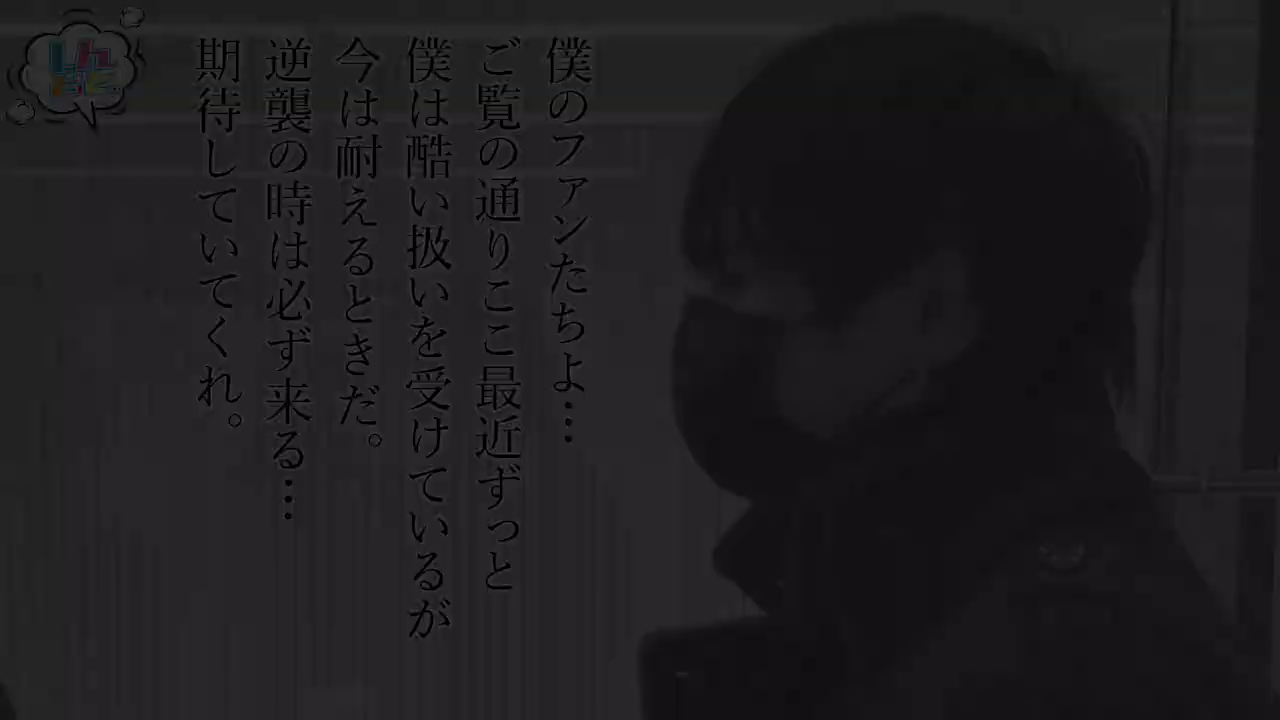 僕のファンたちよ…
ご覧の通りここ最近ずっと
僕は酷い扱いを受けているが
今は耐えるときだ。
逆襲の時は必ず来る…
期待していてくれ。